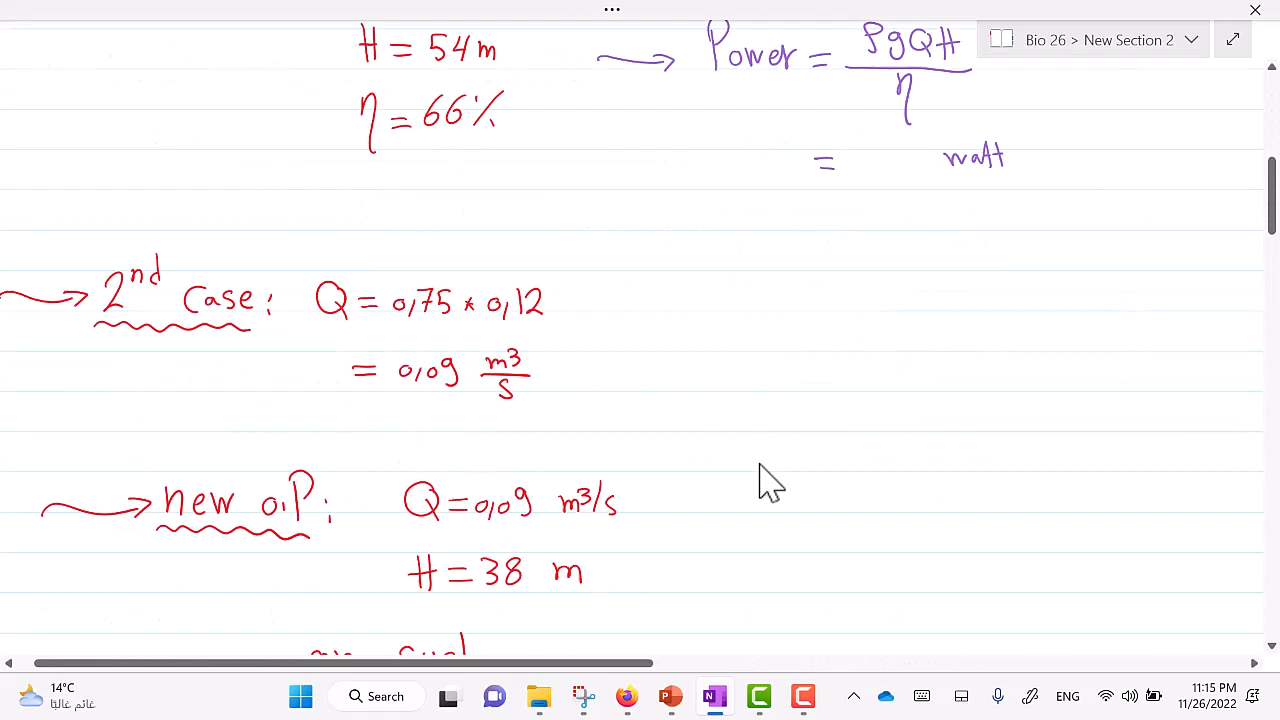 ...
H = 54 m
Power = ρgQH / η
Bio 26 > New Section 2
η = 66%
= watt
2nd Case: Q = 0,75 * 0,12
= 0,09 m3/s
new o.P: Q = 0,09 m3/s
H = 38 m
14°C
غائم غالبًا
Search
ENG
11:15 PM
11/26/2022